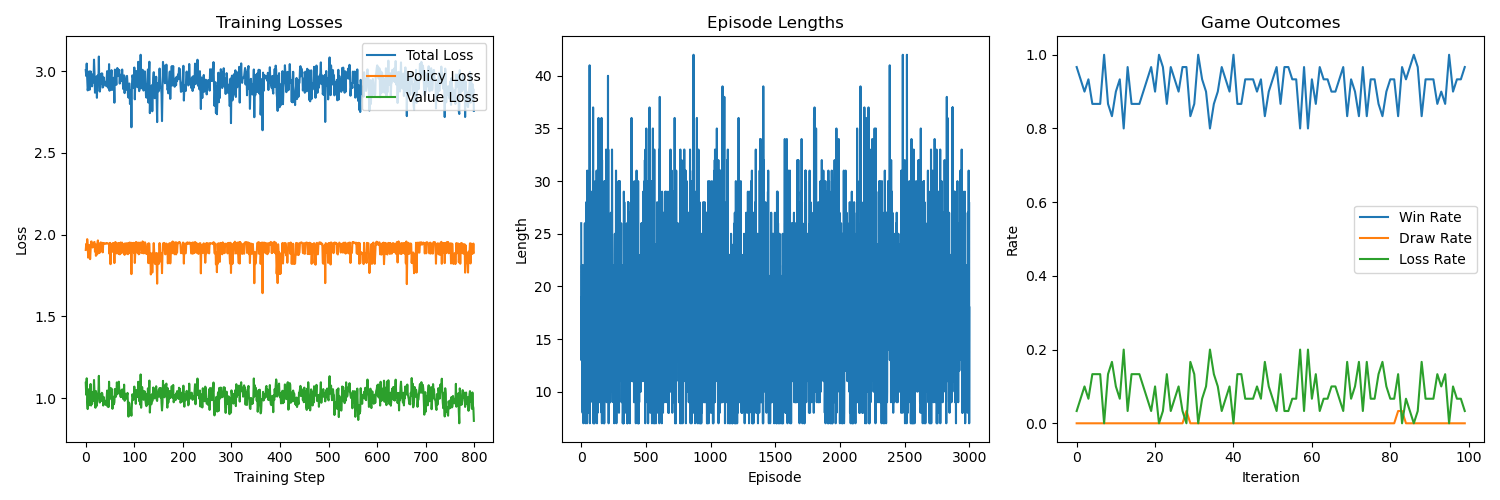 Training Losses
Loss
3.0
2.5
2.0
1.5
1.0
0
100
200
300
400
500
600
700
800
Training Step
Total Loss
Policy Loss
Value Loss
Episode Lengths
Length
40
35
30
25
20
15
10
0
500
1000
1500
2000
2500
3000
Episode
Game Outcomes
Rate
1.0
0.8
0.6
0.4
0.2
0.0
0
20
40
60
80
100
Iteration
Win Rate
Draw Rate
Loss Rate